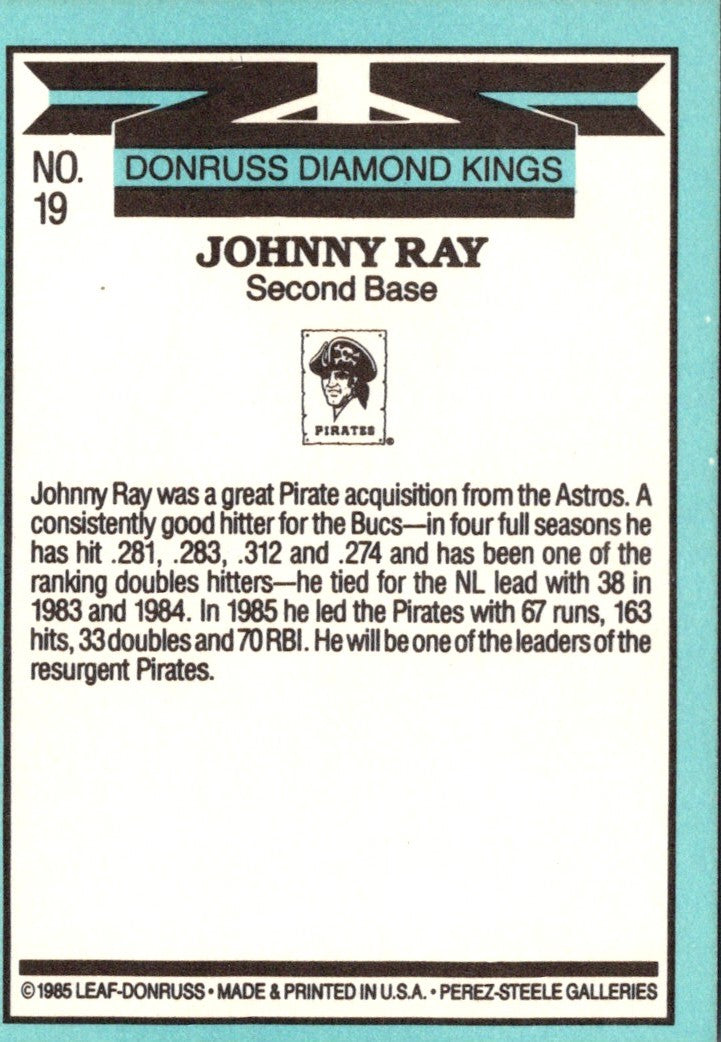 NO.
19
DONRUSS DIAMOND KINGS
JOHNNY RAY
Second Base
PIRATES
®
Johnny Ray was a great Pirate acquisition from the Astros. A
consistently good hitter for the Bucs—in four full seasons he
has hit .281, .283, .312 and .274 and has been one of the
ranking doubles hitters—he tied for the NL lead with 38 in
1983 and 1984. In 1985 he led the Pirates with 67 runs, 163
hits, 33 doubles and 70 RBI. He will be one of the leaders of the
resurgent Pirates.
© 1985 LEAF-DONRUSS • MADE & PRINTED IN U.S.A. • PEREZ-STEELE GALLERIES